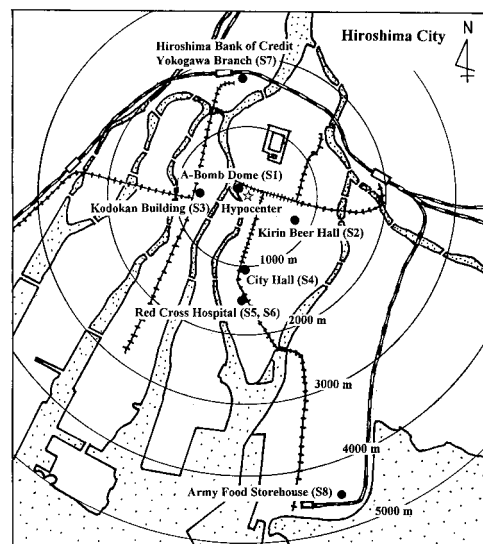 Hiroshima City
N
Hiroshima Bank of Credit
Yokogawa Branch (S7)
A-Bomb Dome (S1)
Kodokan Building (S3)
Hypocenter
Kirin Beer Hall (S2)
1000 m
City Hall (S4)
Red Cross Hospital (S5, S6)
2000 m
3000 m
4000 m
Army Food Storehouse (S8)
5000 m